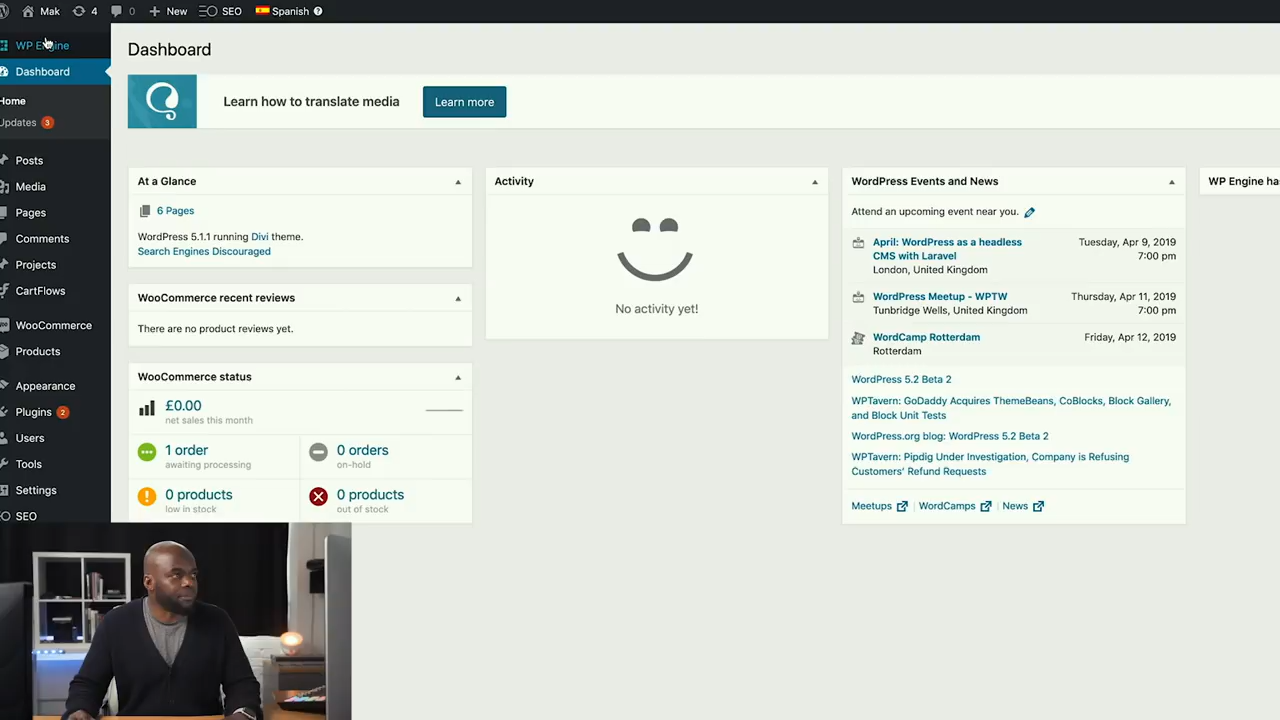 Mak 4 0 New SEO Spanish
WP Engine
Dashboard
Home
Updates 3
Posts
Media
Pages
Comments
Projects
CartFlows
WooCommerce
Products
Appearance
Plugins 2
Users
Tools
Settings
SEO
Dashboard
Learn how to translate media
Learn more
At a Glance
6 Pages
WordPress 5.1.1 running Divi theme.
Search Engines Discouraged
WooCommerce recent reviews
There are no product reviews yet.
WooCommerce status
£0.00
net sales this month
1 order
awaiting processing
0 orders
on-hold
0 products
low in stock
0 products
out of stock
Activity
No activity yet!
WordPress Events and News
Attend an upcoming event near you.
April: WordPress as a headless
CMS with Laravel
London, United Kingdom
Tuesday, Apr 9, 2019
7:00 pm
WordPress Meetup - WPTW
Tunbridge Wells, United Kingdom
Thursday, Apr 11, 2019
7:00 pm
WordCamp Rotterdam
Rotterdam
Friday, Apr 12, 2019
WordPress 5.2 Beta 2
WPTavern: GoDaddy Acquires ThemeBeans, CoBlocks, Block Gallery,
and Block Unit Tests
WordPress.org blog: WordPress 5.2 Beta 2
WPTavern: Pipdig Under Investigation, Company is Refusing
Customers' Refund Requests
Meetups | WordCamps | News
WP Engine ha